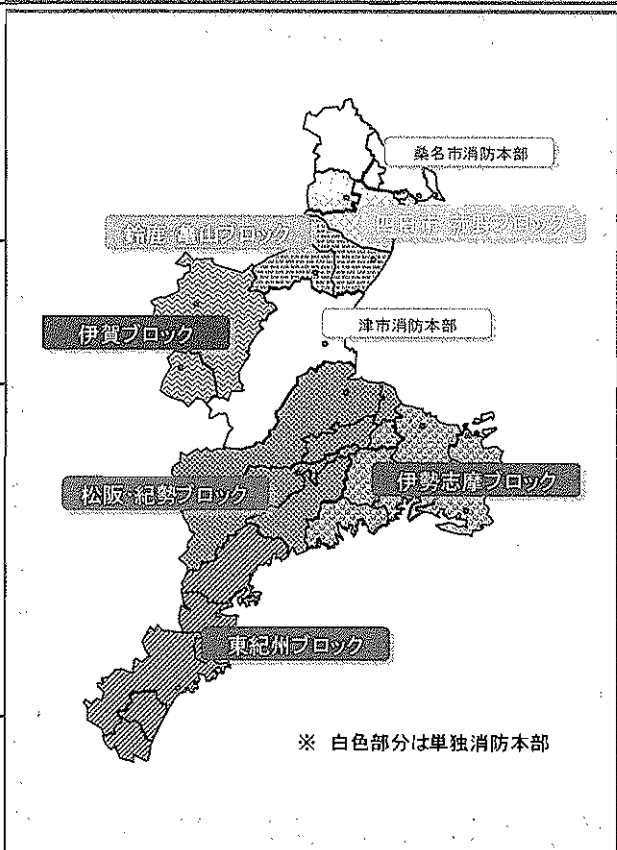 桑名市消防本部
四日市・菰野ブロック
鈴鹿・亀山ブロック
伊賀ブロック
津市消防本部
松阪・紀勢ブロック
伊勢志摩ブロック
東紀州ブロック
※ 白色部分は単独消防本部